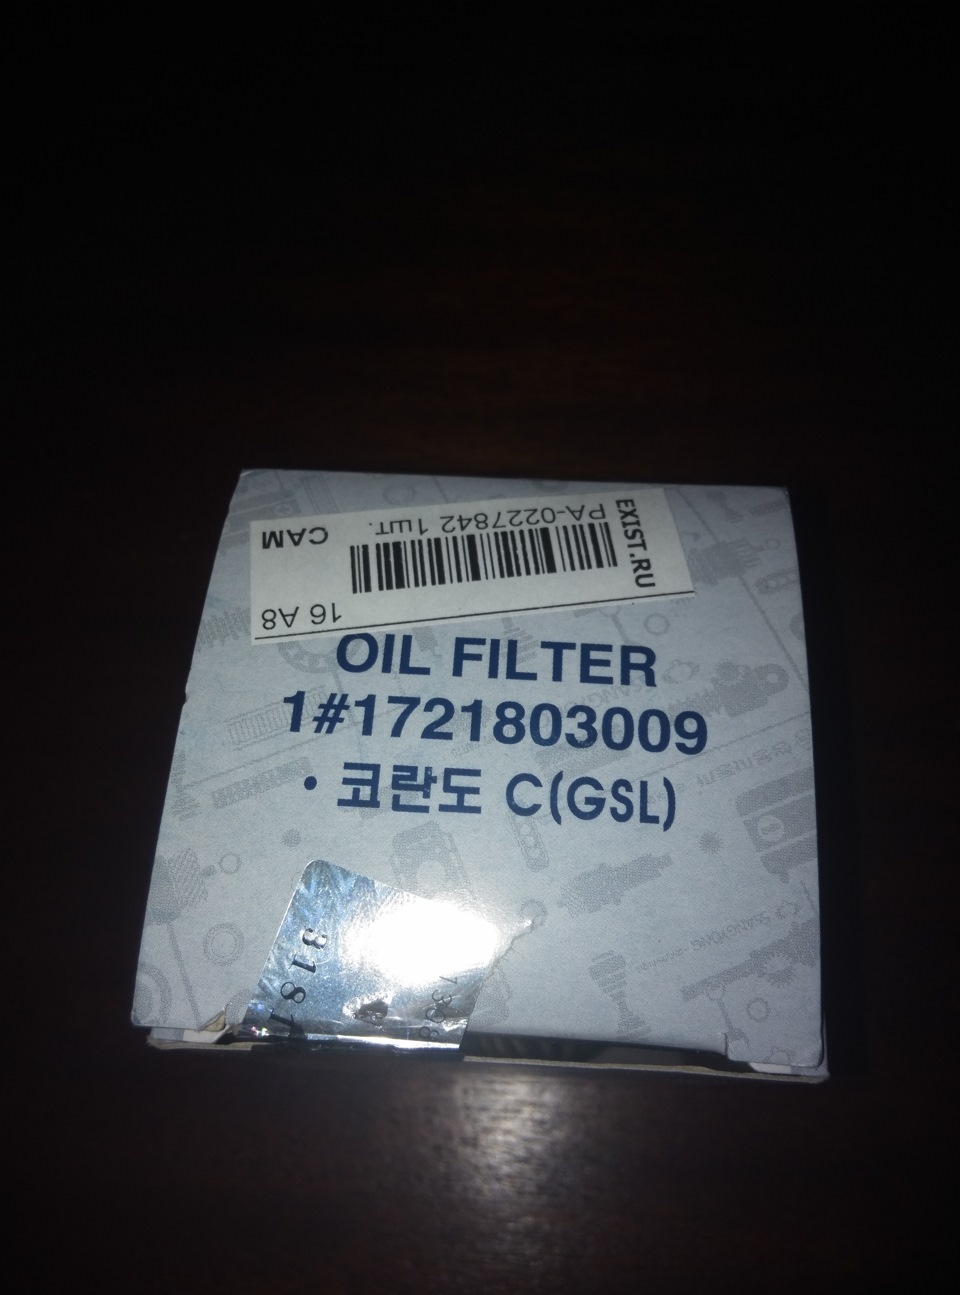 EXIST.RU
PA-0227842 1шт.
САМ
16 A8
OIL FILTER
1#1721803009
• 코란도 C(GSL)